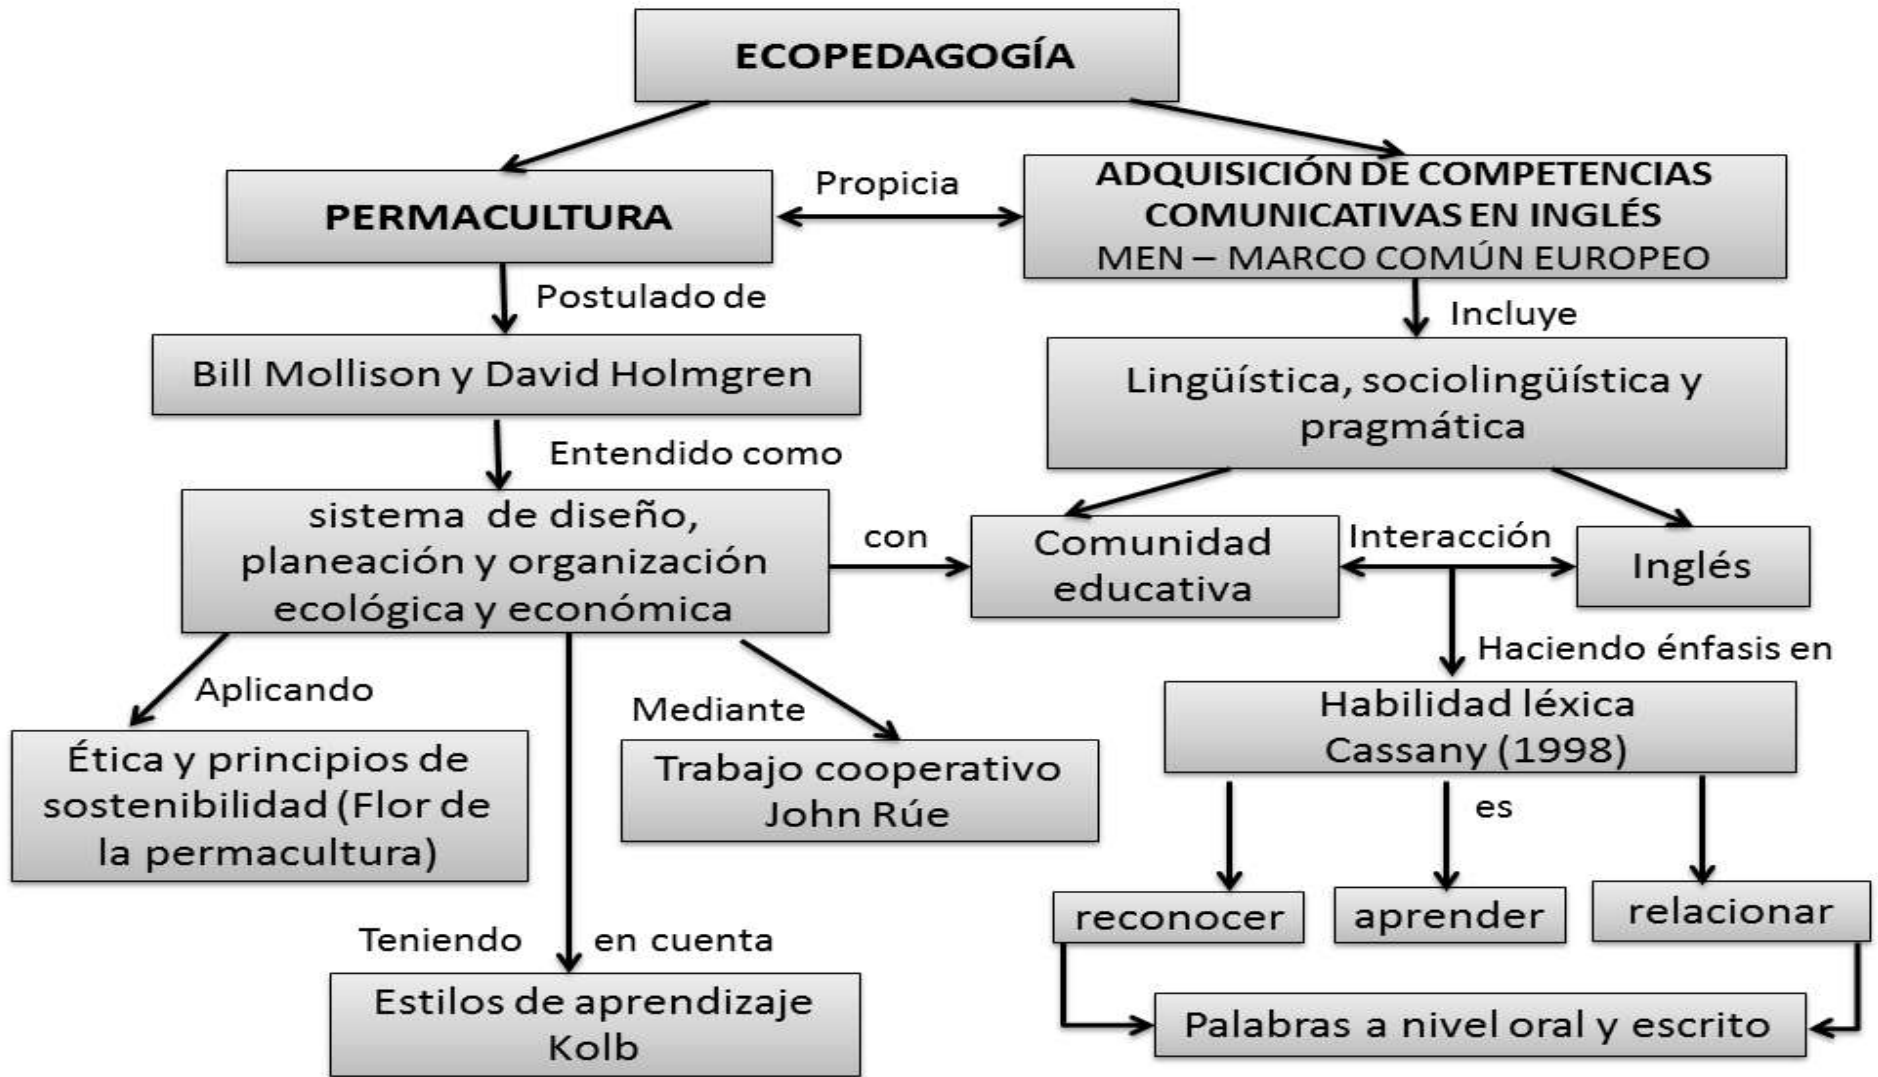 ECOPEDAGOGÍA
PERMACULTURA
Propicia
ADQUISICIÓN DE COMPETENCIAS
COMUNICATIVAS EN INGLÉS
MEN – MARCO COMÚN EUROPEO
Postulado de
Incluye
Bill Mollison y David Holmgren
Lingüística, sociolingüística y
pragmática
Entendido como
sistema de diseño,
planeación y organización
ecológica y económica
con
Comunidad
educativa
Interacción
Inglés
Aplicando
Mediante
Haciendo énfasis en
Ética y principios de
sostenibilidad (Flor de
la permacultura)
Trabajo cooperativo
John Rúe
Habilidad léxica
Cassany (1998)
es
reconocer
aprender
relacionar
Teniendo en cuenta
Estilos de aprendizaje
Kolb
Palabras a nivel oral y escrito